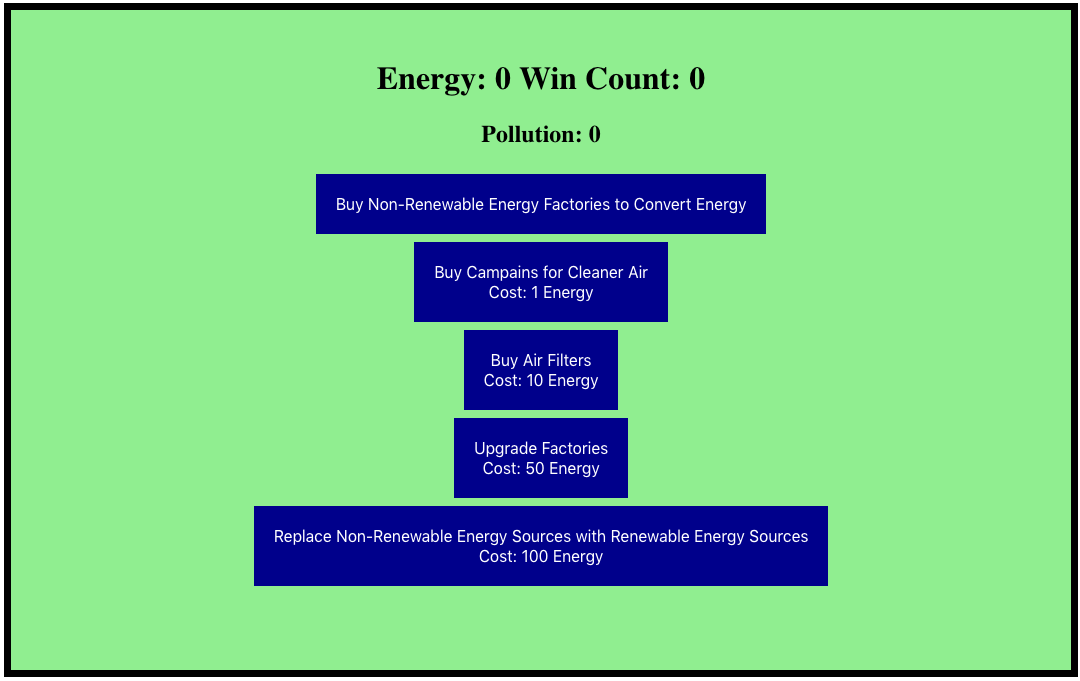 Energy: 0 Win Count: 0
Pollution: 0
Buy Non-Renewable Energy Factories to Convert Energy
Buy Campains for Cleaner Air
Cost: 1 Energy
Buy Air Filters
Cost: 10 Energy
Upgrade Factories
Cost: 50 Energy
Replace Non-Renewable Energy Sources with Renewable Energy Sources
Cost: 100 Energy